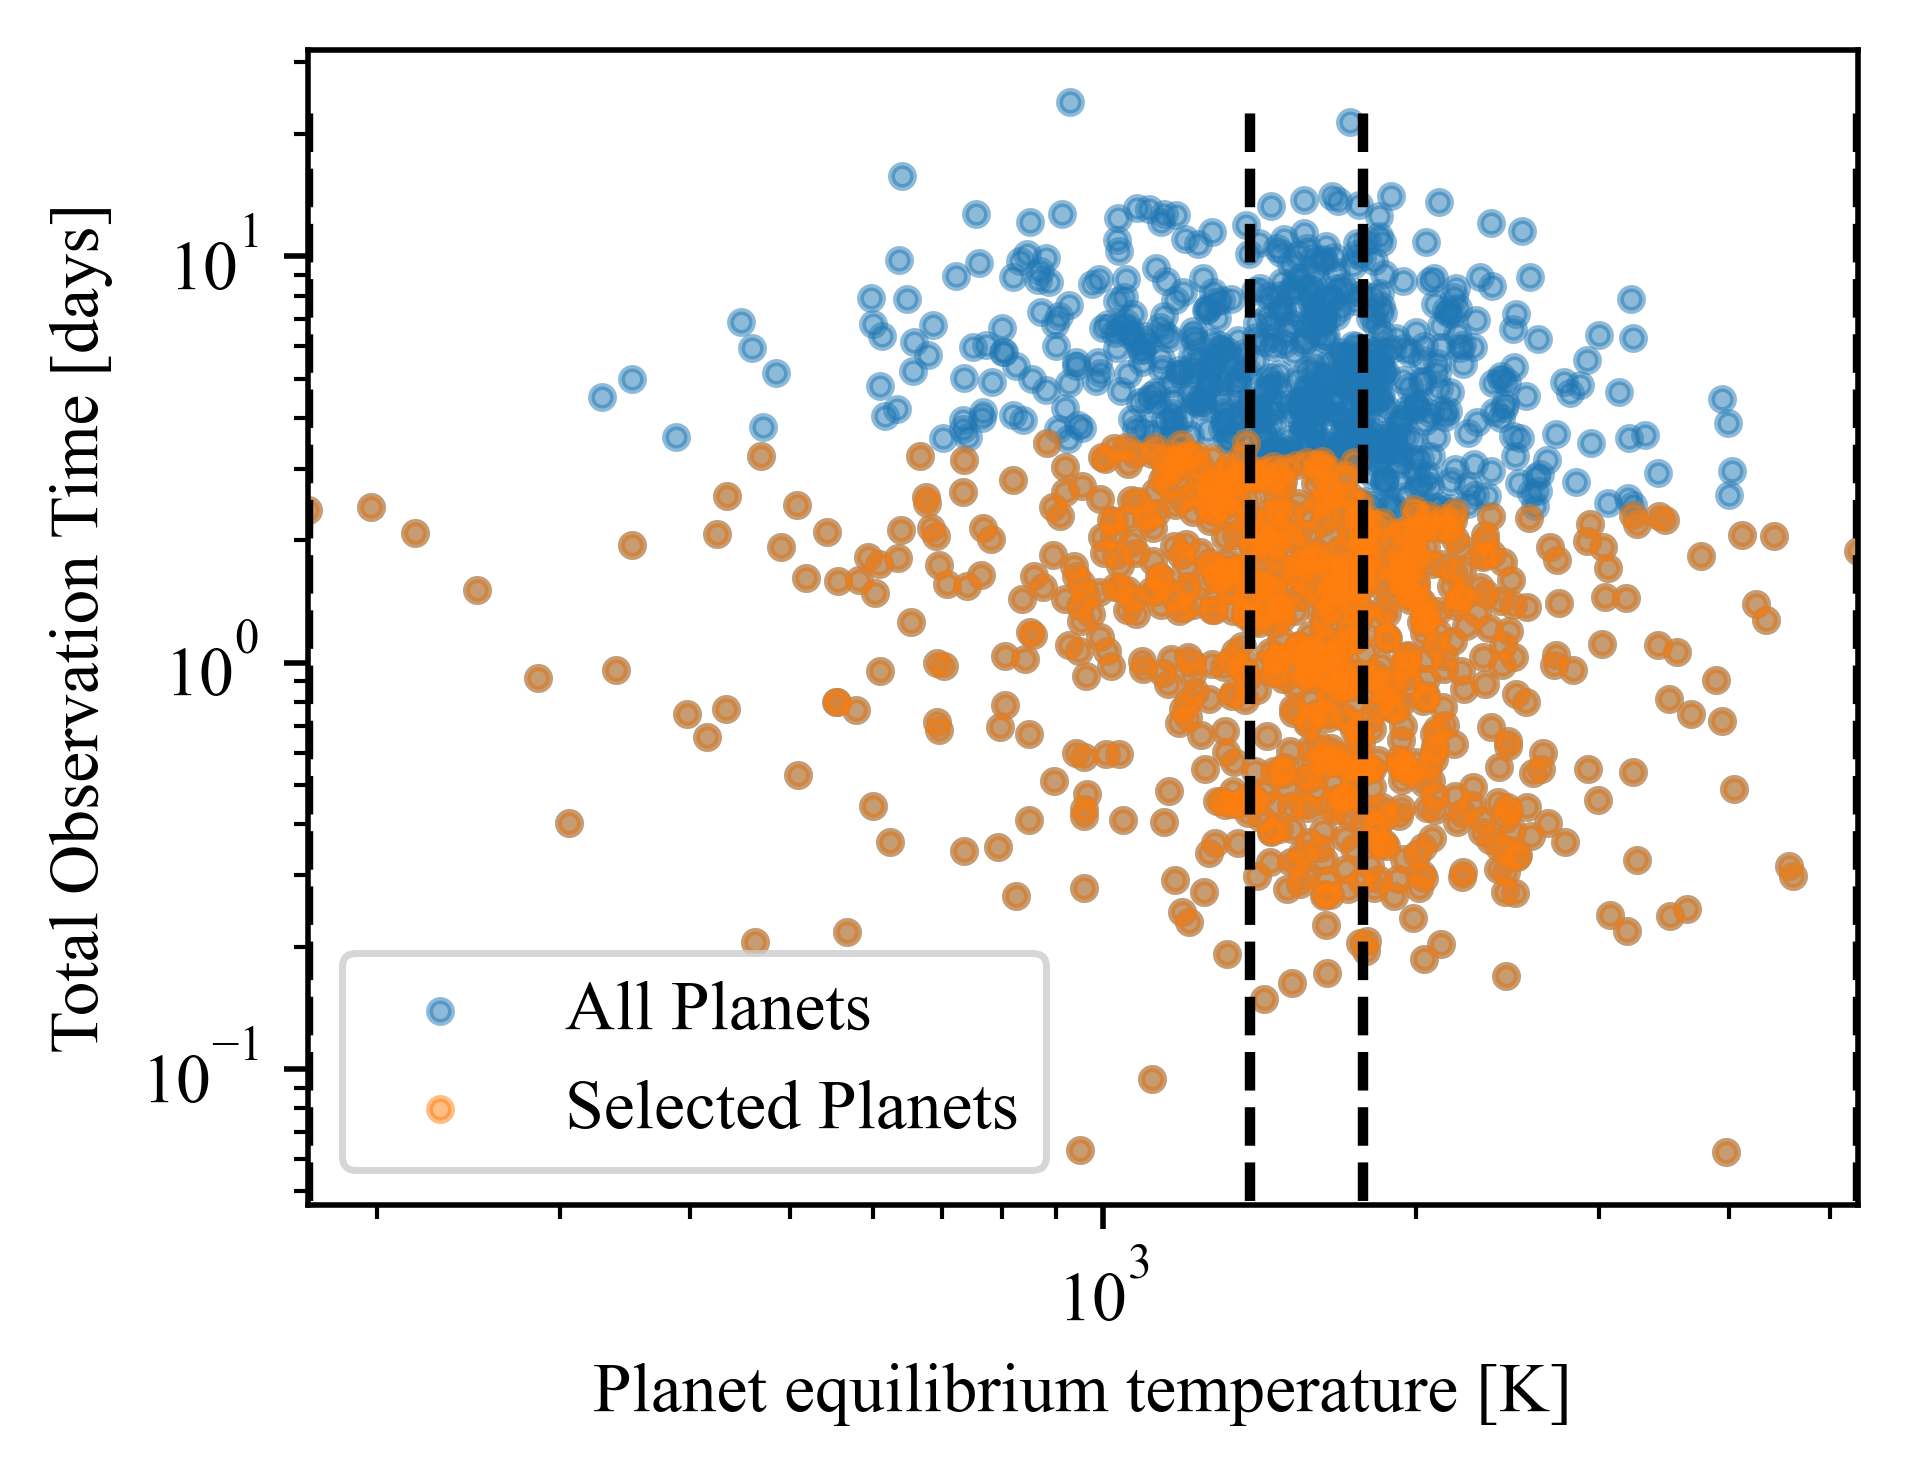 Total Observation Time [days]
10^1
10^0
10^−1
All Planets
Selected Planets
10^3
Planet equilibrium temperature [K]